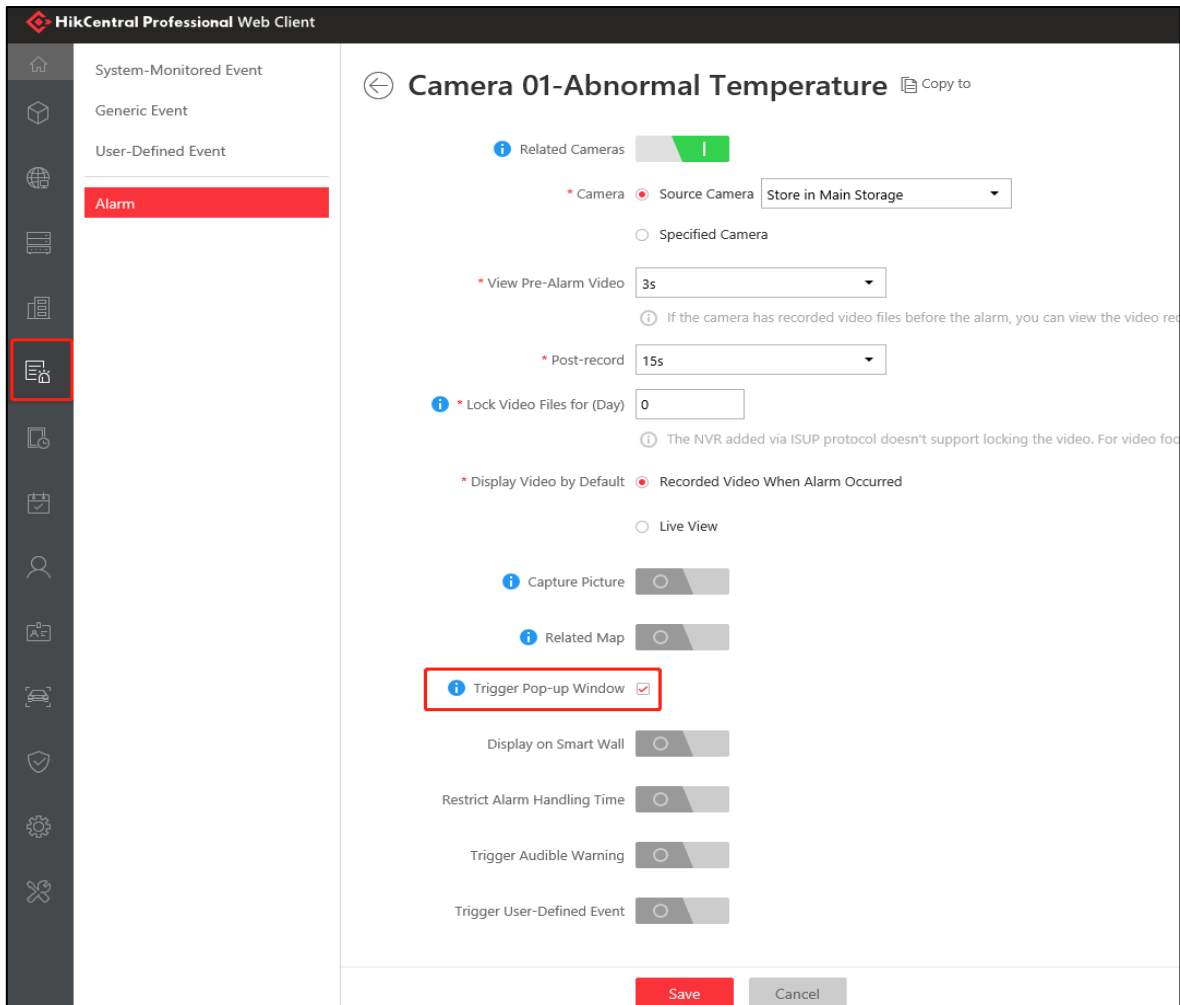 HikCentral Professional Web Client
System-Monitored Event
Generic Event
User-Defined Event
Alarm
Camera 01-Abnormal Temperature Copy to
Related Cameras
* Camera Source Camera Store in Main Storage
Specified Camera
* View Pre-Alarm Video 3s
If the camera has recorded video files before the alarm, you can view the video rec
* Post-record 15s
* Lock Video Files for (Day) 0
The NVR added via ISUP protocol doesn't support locking the video. For video foo
* Display Video by Default Recorded Video When Alarm Occurred
Live View
Capture Picture
Related Map
Trigger Pop-up Window
Display on Smart Wall
Restrict Alarm Handling Time
Trigger Audible Warning
Trigger User-Defined Event
Save Cancel